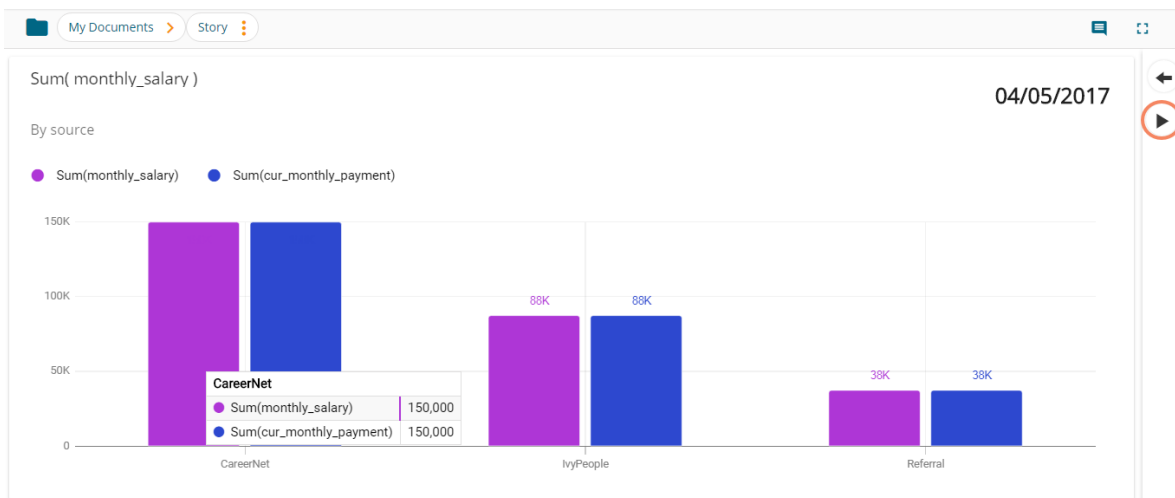 My Documents
Story
Sum( monthly_salary )
04/05/2017
By source
Sum(monthly_salary) Sum(cur_monthly_payment)
150K
100K
88K 88K
50K
38K 38K
CareerNet
Sum(monthly_salary) 150,000
Sum(cur_monthly_payment) 150,000
0
CareerNet IvyPeople Referral